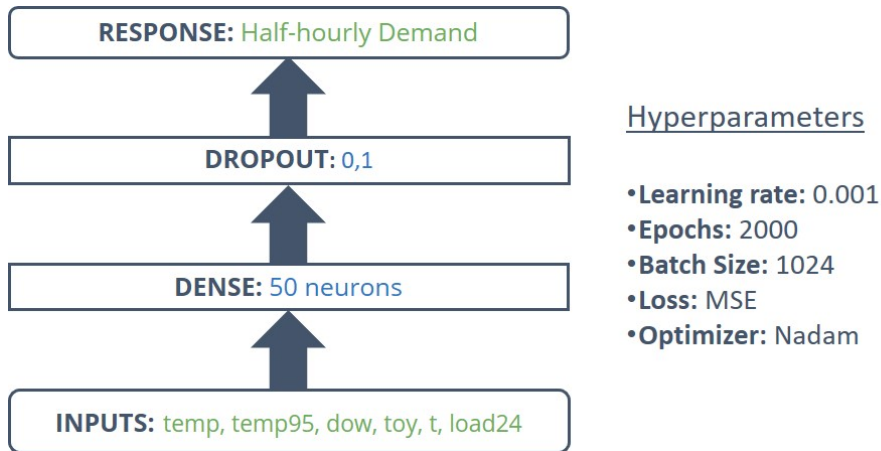 RESPONSE: Half-hourly Demand
DROPOUT: 0,1
DENSE: 50 neurons
INPUTS: temp, temp95, dow, toy, t, load24
Hyperparameters
•Learning rate: 0.001
•Epochs: 2000
•Batch Size: 1024
•Loss: MSE
•Optimizer: Nadam